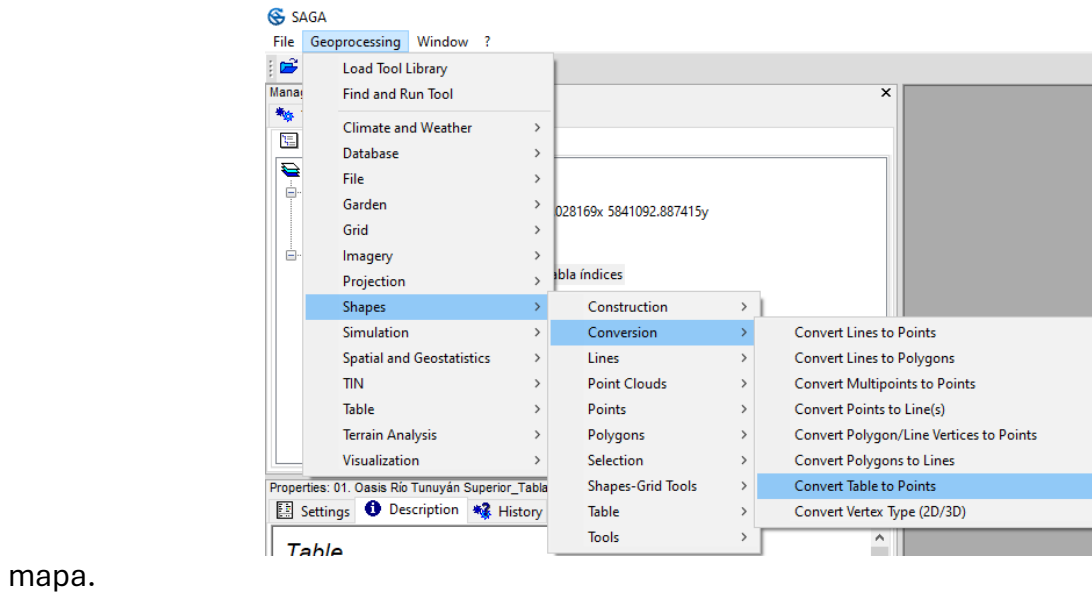 SAGA
File Geoprocessing Window ?
Load Tool Library
Find and Run Tool
Climate and Weather
Database
File
Garden
028169x 5841092.887415y
Grid
Imagery
Projection
índices
Shapes
Construction
Simulation
Conversion
Convert Lines to Points
Spatial and Geostatistics
Lines
Convert Lines to Polygons
TIN
Point Clouds
Convert Multipoints to Points
Table
Points
Convert Points to Line(s)
Terrain Analysis
Polygons
Convert Polygon/Line Vertices to Points
Visualization
Selection
Convert Polygons to Lines
Properties: 01. Oasis Río Tunuyán Superior_Tabla
Shapes-Grid Tools
Convert Table to Points
Settings Description History
Table
Convert Vertex Type (2D/3D)
Table
Tools
mapa.